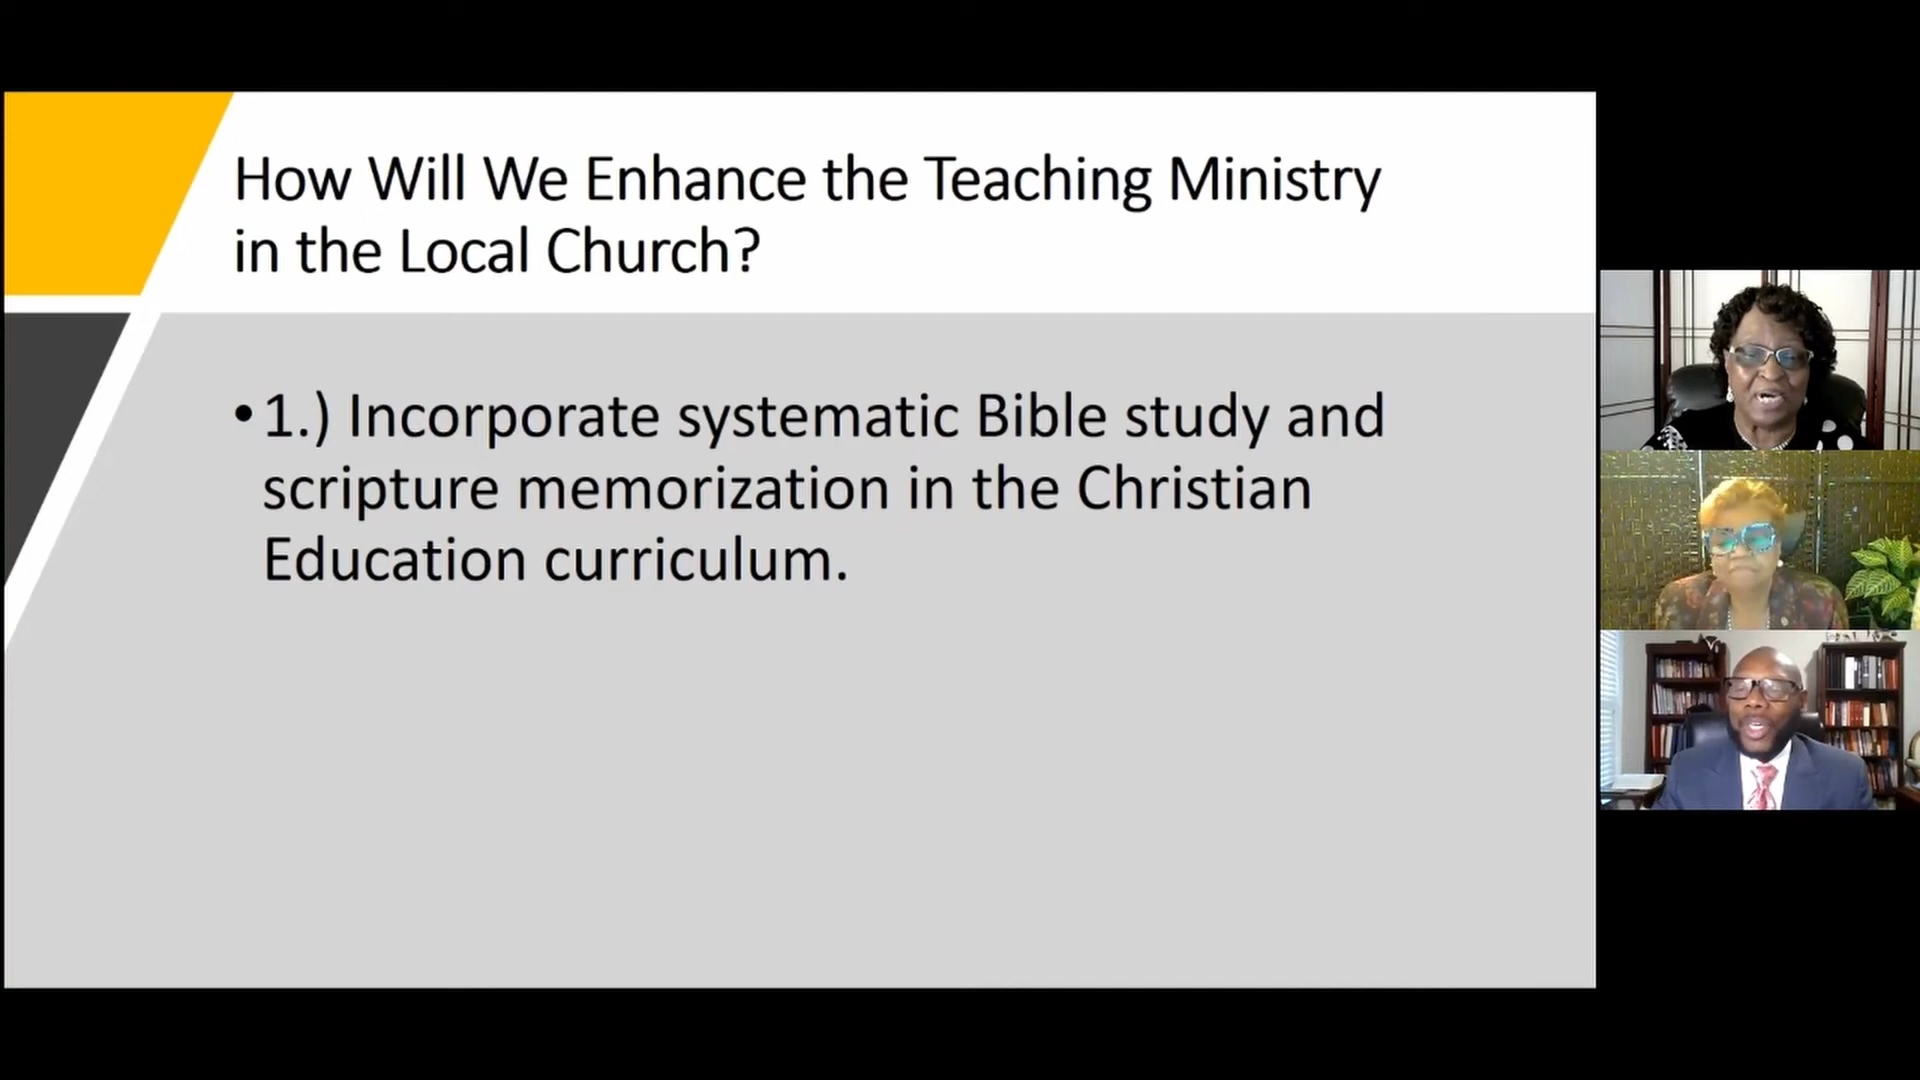 How Will We Enhance the Teaching Ministry
in the Local Church?
•1.) Incorporate systematic Bible study and
scripture memorization in the Christian
Education curriculum.